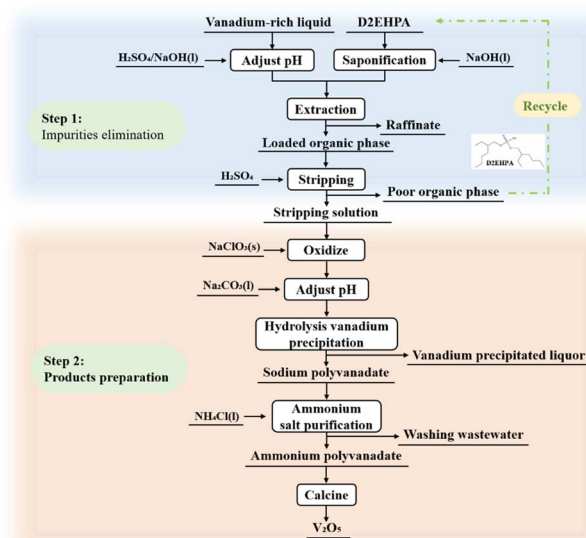 Vanadium-rich liquid
D2EHPA
H₂SO₄/NaOH(l)
Adjust pH
Saponification
NaOH(l)
Step 1:
Impurities elimination
Extraction
Raffinate
Recycle
Loaded organic phase
D2EHPA
H₂SO₄
Stripping
Poor organic phase
Stripping solution
NaClO₃(s)
Oxidize
Na₂CO₃(l)
Adjust pH
Hydrolysis vanadium
precipitation
Step 2:
Products preparation
Vanadium precipitated liquor
Sodium polyvanadate
NH₄Cl(l)
Ammonium
salt purification
Washing wastewater
Ammonium polyvanadate
Calcine
V₂O₅